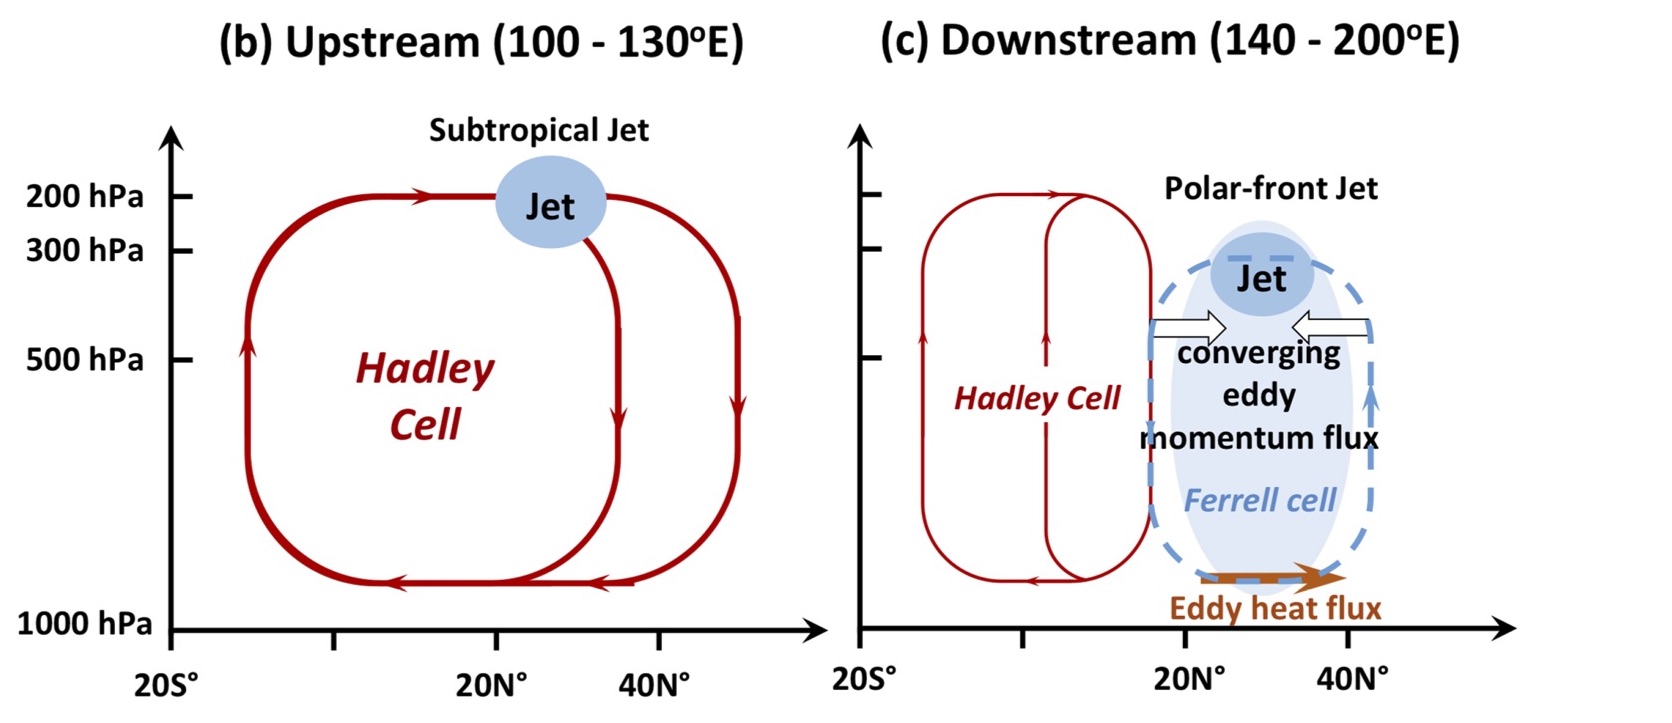 (b) Upstream (100 - 130ºE)
Subtropical Jet
200 hPa
Jet
300 hPa
500 hPa
Hadley
Cell
1000 hPa
20S°
20N°
40N°
(c) Downstream (140 - 200ºE)
Polar-front Jet
Jet
converging
eddy
momentum flux
Hadley Cell
Ferrell cell
Eddy heat flux
20S°
20N°
40N°